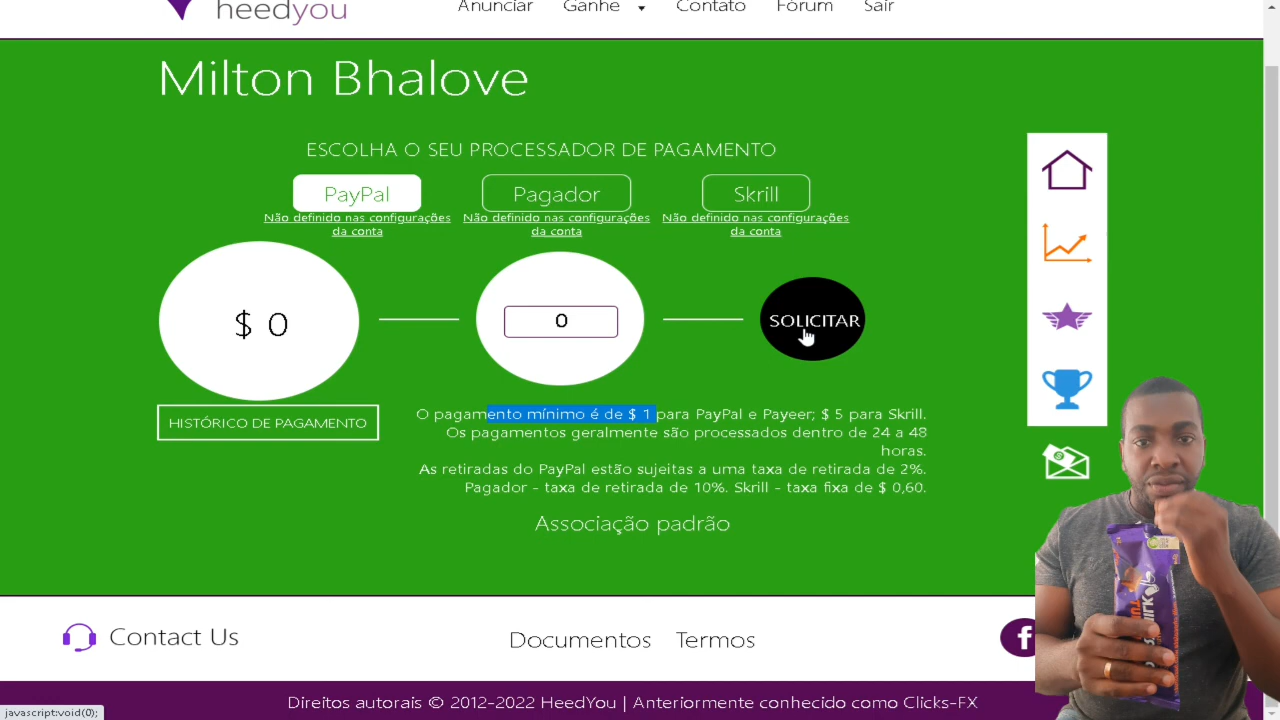 heedyou
Anunciar Ganhe Contato Fórum Sair
Milton Bhalove
ESCOLHA O SEU PROCESSADOR DE PAGAMENTO
PayPal Pagador Skrill
Não definido nas configurações da conta
Não definido nas configurações da conta
Não definido nas configurações da conta
$ 0
0
SOLICITAR
HISTÓRICO DE PAGAMENTO
O pagamento mínimo é de $ 1 para PayPal e Payeer; $ 5 para Skrill.
Os pagamentos geralmente são processados dentro de 24 a 48
horas.
As retiradas do PayPal estão sujeitas a uma taxa de retirada de 2%.
Pagador - taxa de retirada de 10%. Skrill - taxa fixa de $ 0,60.
Associação padrão
Contact Us
Documentos Termos
f
Direitos autorais © 2012-2022 HeedYou | Anteriormente conhecido como Clicks-FX
javascript:void(0);